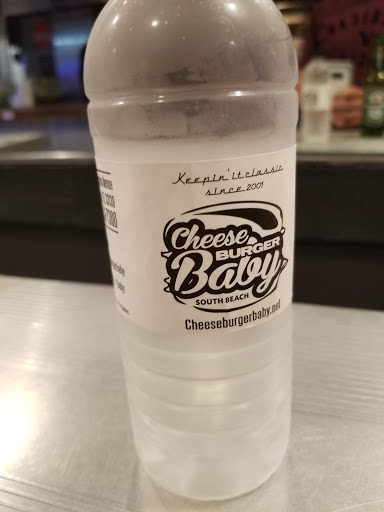 Keepin' it classic
since 2001
Cheese
BURGER
Baby
SOUTH BEACH
Cheeseburgerbaby.net